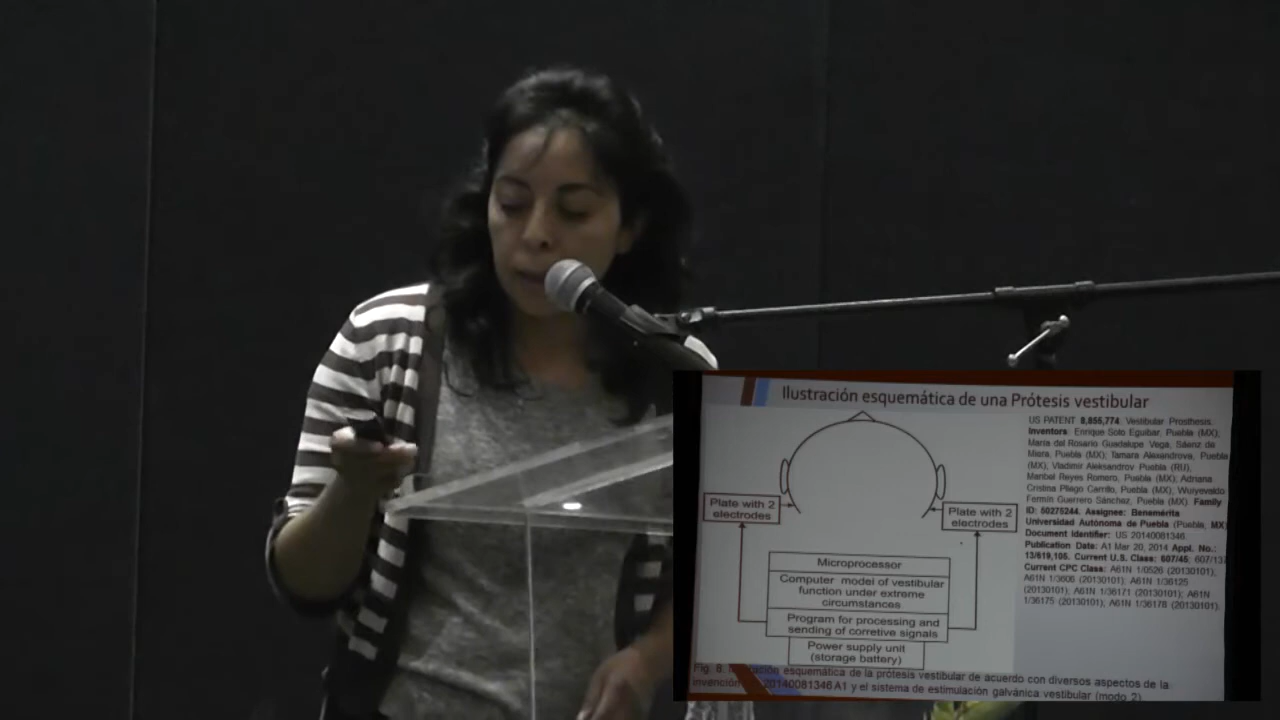 Ilustración esquemática de una Prótesis vestibular
US PATENT 8,855,774 Vestibular Prosthesis.
Inventors: Enrique Soto Eguibar, Puebla (MX);
María del Rosario Guadalupe Vega, Sáenz de
Miera, Puebla (MX); Tamara Alexandrova, Puebla
(MX), Vladimir Aleksandrov Puebla (RU),
Maribel Reyes Romero, Puebla (MX); Adriana
Cristina Pliego Carrillo, Puebla (MX); Wuiyevaldo
Fermín Guerrero Sánchez, Puebla (MX) Family
ID: 50275244. Assignee: Benemérita
Universidad Autónoma de Puebla (Puebla, MX
Document Identifier: US 20140081346
Publication Date: A1 Mar 20, 2014 Appl. No.:
13/619,105. Current U.S. Class: 607/45; 607/13
Current CPC Class: A61N 1/0526 (20130101);
A61N 1/3606 (20130101); A61N 1/36125
(20130101); A61N 1/36171 (20130101); A61N
1/36175 (20130101); A61N 1/36178 (20130101)
Plate with 2
electrodes
Plate with 2
electrodes
Microprocessor
Computer model of vestibular
function under extreme
circumstances
Program for processing and
sending of corretive signals
Power supply unit
(storage battery)
Fig. 8. esquemática de la prótesis vestibular de acuerdo con diversos aspectos de la
invención 20140081346 A1 y el sistema de estimulación galvánica vestibular (modo 2)